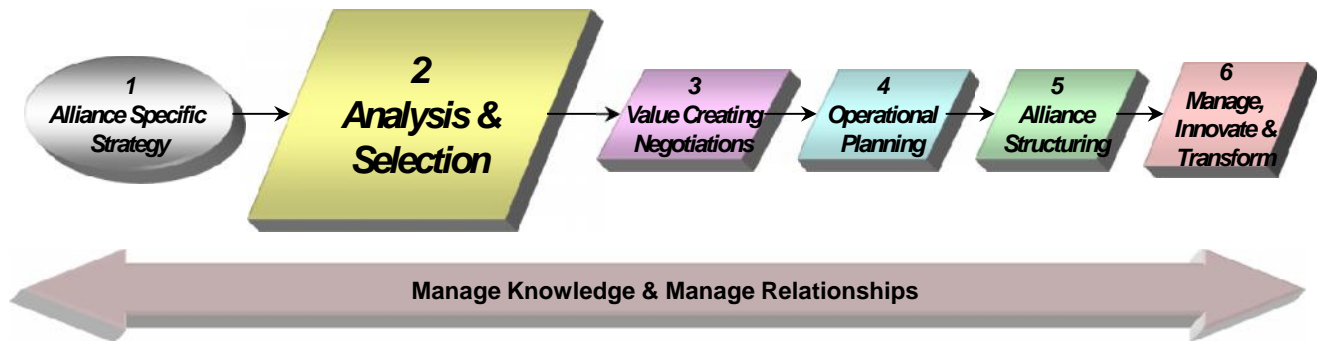 1
Alliance Specific
Strategy
2
Analysis &
Selection
3
Value Creating
Negotiations
4
Operational
Planning
5
Alliance
Structuring
6
Manage,
Innovate &
Transform
Manage Knowledge & Manage Relationships